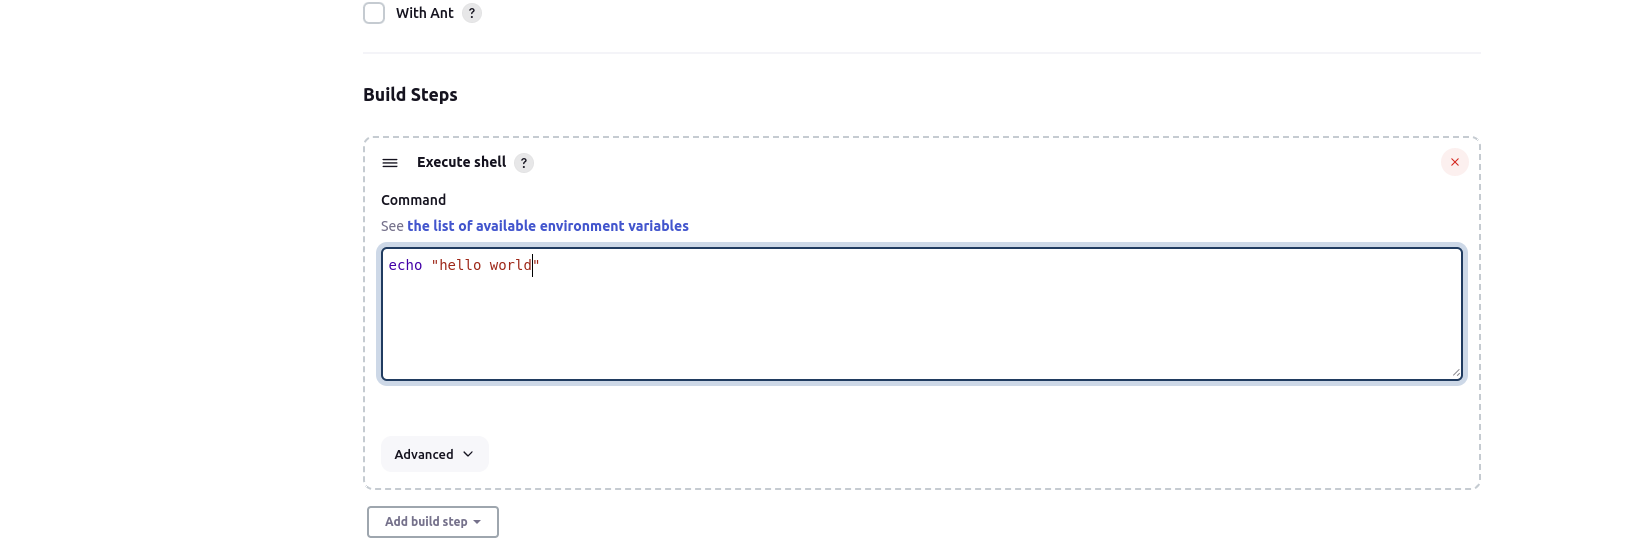 With Ant ?
Build Steps
Execute shell ?
Command
See the list of available environment variables
echo "hello world"
Advanced
Add build step